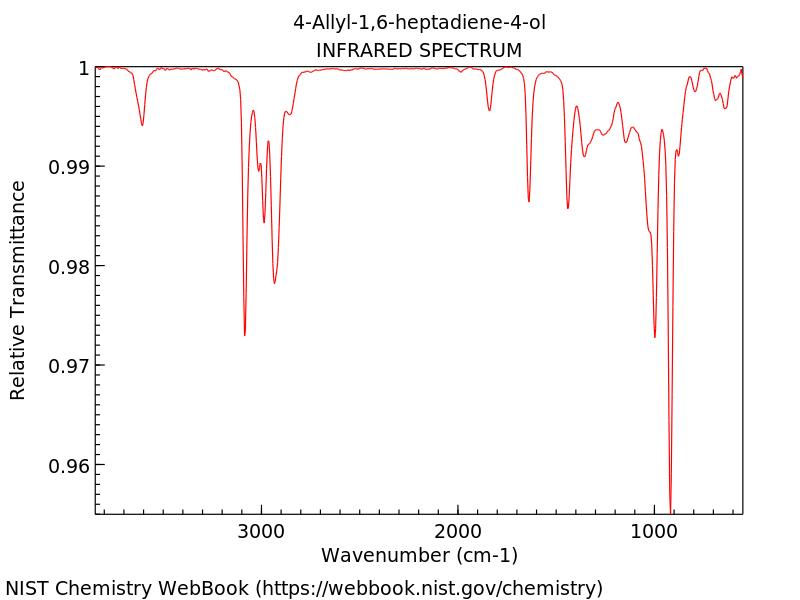 4-Allyl-1,6-heptadiene-4-ol
INFRARED SPECTRUM
1
0.99
0.98
0.97
0.96
Relative Transmittance
3000 2000 1000
Wavenumber (cm-1)
NIST Chemistry WebBook (https://webbook.nist.gov/chemistry)